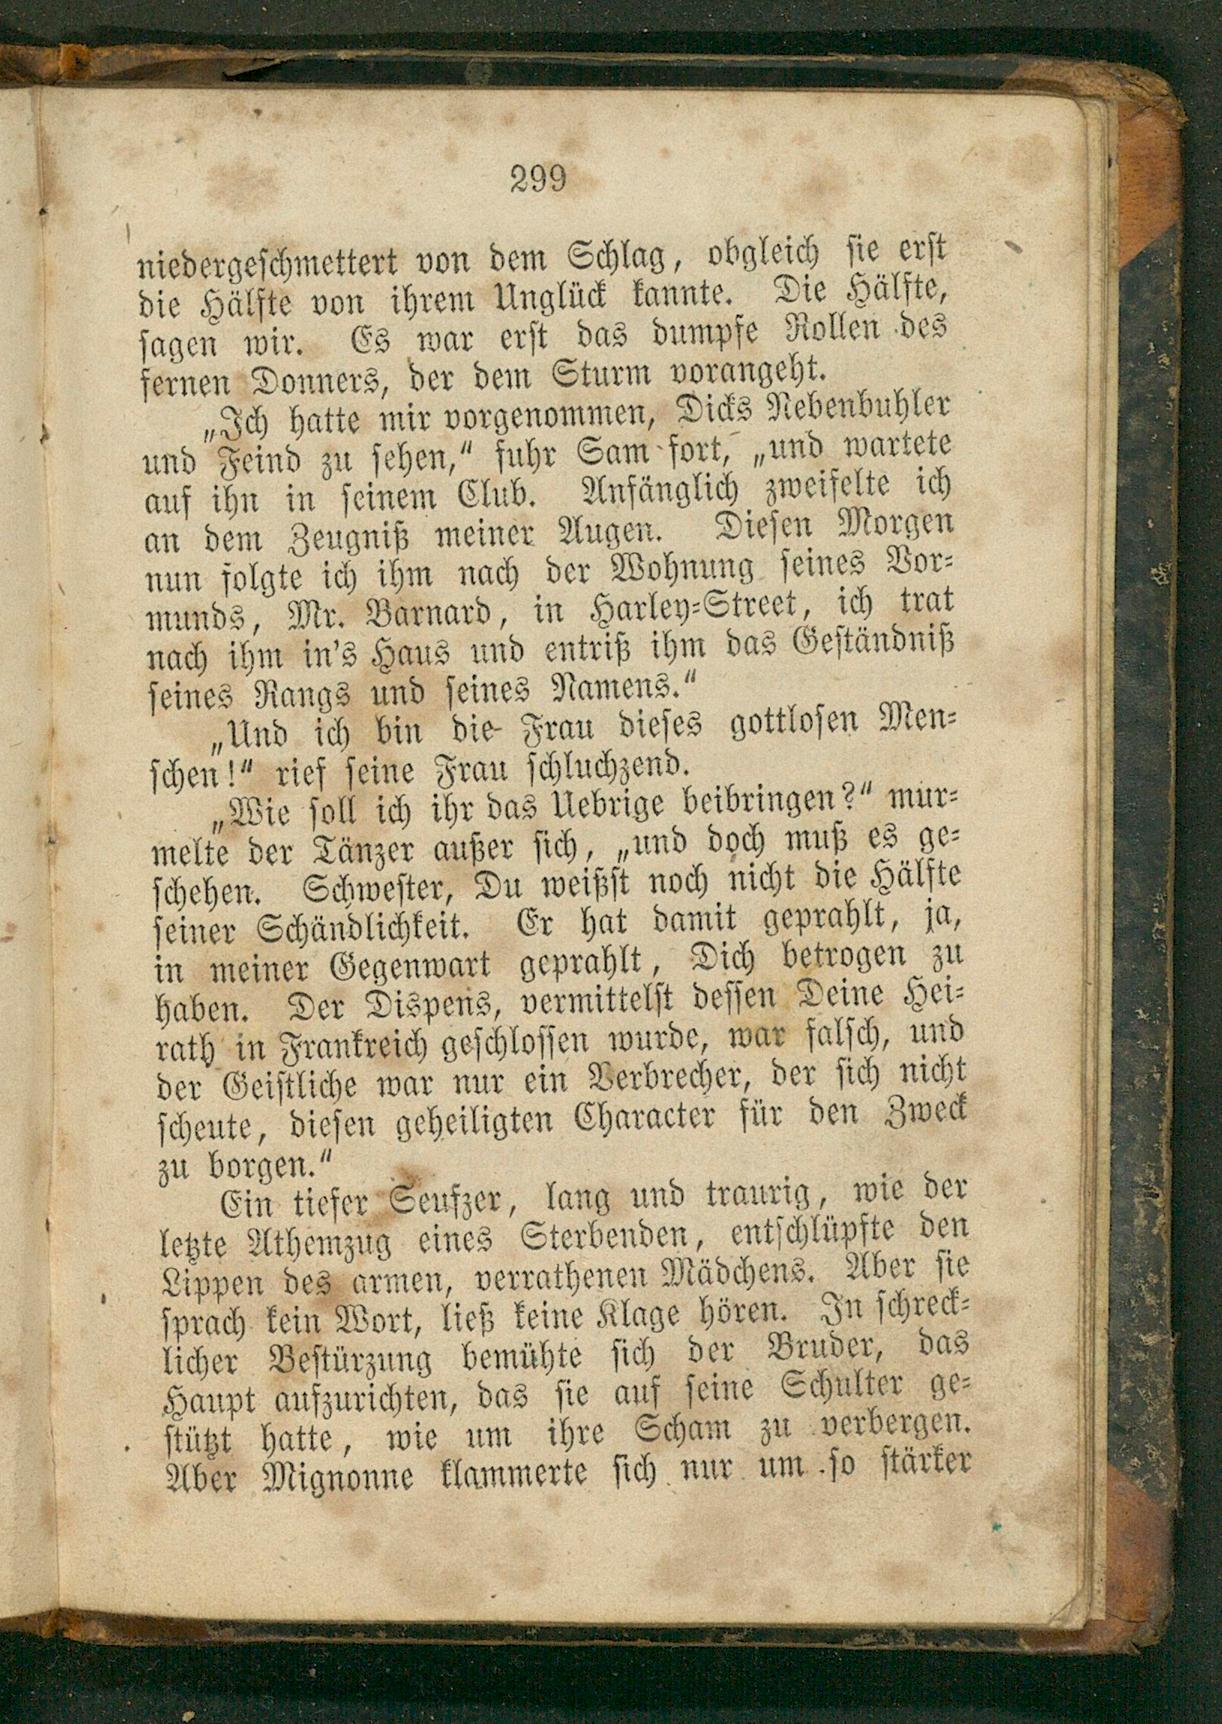 299
niedergeschmettert von dem Schlag, obgleich sie erst
die Hälfte von ihrem Unglück kannte. Die Hälfte,
sagen wir. Es war erst das dumpfe Rollen des
fernen Donners, der dem Sturm vorangeht.
„Ich hatte mir vorgenommen, Dicks Nebenbuhler
und Feind zu sehen,“ fuhr Sam fort, „und wartete
auf ihn in seinem Club. Anfänglich zweifelte ich
an dem Zeugniß meiner Augen. Diesen Morgen
nun folgte ich ihm nach der Wohnung seines Vor=
munds, Mr. Barnard, in Harley=Street, ich trat
nach ihm in's Haus und entriß ihm das Geständniß
seines Rangs und seines Namens.“
„Und ich bin die Frau dieses gottlosen Men=
schen!“ rief seine Frau schluchzend.
„Wie soll ich ihr das Uebrige beibringen?“ mur=
melte der Tänzer außer sich, „und doch muß es ge=
schehen. Schwester, Du weißst noch nicht die Hälfte
seiner Schändlichkeit. Er hat damit geprahlt, ja,
in meiner Gegenwart geprahlt, Dich betrogen zu
haben. Der Dispens, vermittelst dessen Deine Hei=
rath in Frankreich geschlossen wurde, war falsch, und
der Geistliche war nur ein Verbrecher, der sich nicht
scheute, diesen geheiligten Character für den Zweck
zu borgen.“
Ein tiefer Seufzer, lang und traurig, wie der
letzte Athemzug eines Sterbenden, entschlüpfte den
Lippen des armen, verrathenen Mädchens. Aber sie
sprach kein Wort, ließ keine Klage hören. In schreck=
licher Bestürzung bemühte sich der Bruder, das
Haupt aufzurichten, das sie auf seine Schulter ge=
stützt hatte, wie um ihre Scham zu verbergen.
Aber Mignonne klammerte sich nur um so stärker